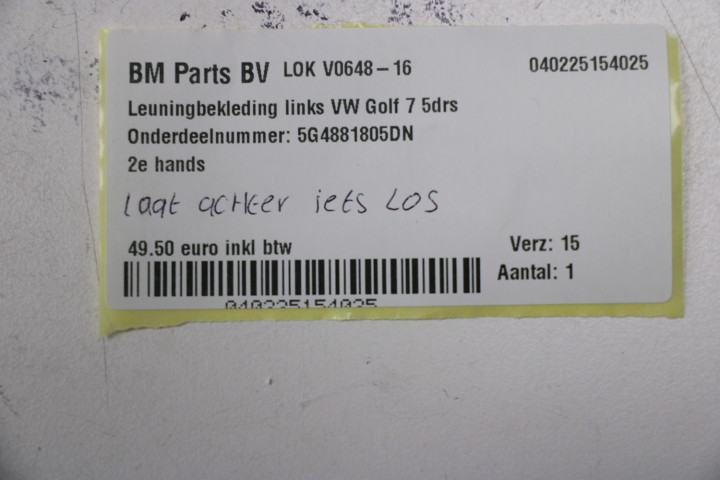 BM Parts BV LOK V0648-16 040225154025
Leuningbekleding links VW Golf 7 5drs
Onderdeelnummer: 5G4881805DN
2e hands
laat achter iets LOS
49.50 euro inkl btw Verz: 15
Aantal: 1
040225154025